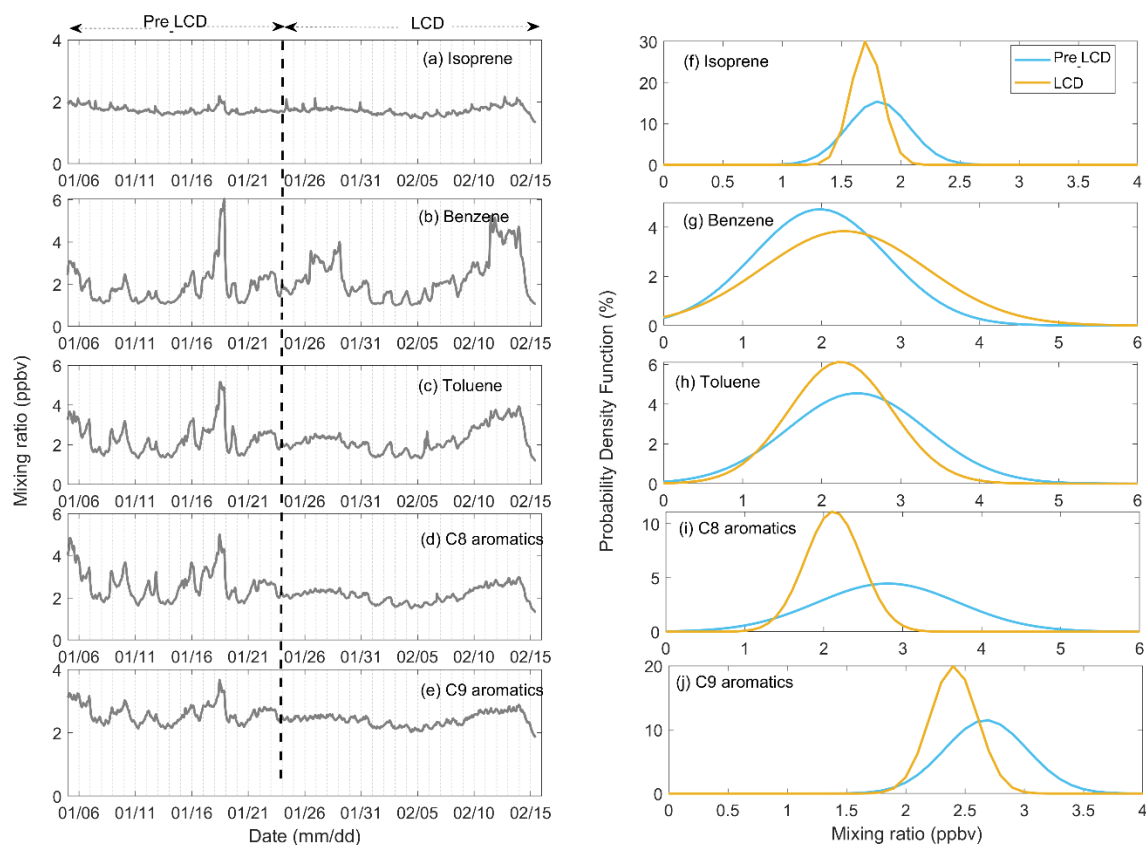 Pre_LCD
LCD
4
2
0
(a) Isoprene
01/06 01/11 01/16 01/21 01/26 01/31 02/05 02/10 02/15
6
4
2
0
(b) Benzene
01/06 01/11 01/16 01/21 01/26 01/31 02/05 02/10 02/15
6
4
2
0
(c) Toluene
01/06 01/11 01/16 01/21 01/26 01/31 02/05 02/10 02/15
6
4
2
0
(d) C8 aromatics
01/06 01/11 01/16 01/21 01/26 01/31 02/05 02/10 02/15
4
2
0
(e) C9 aromatics
01/06 01/11 01/16 01/21 01/26 01/31 02/05 02/10 02/15
Mixing ratio (ppbv)
Date (mm/dd)
30
20
10
0
(f) Isoprene
Pre_LCD
LCD
0 0.5 1 1.5 2 2.5 3 3.5 4
4
2
0
(g) Benzene
0 1 2 3 4 5 6
6
4
2
0
(h) Toluene
0 1 2 3 4 5 6
10
5
0
(i) C8 aromatics
0 1 2 3 4 5 6
20
10
0
(j) C9 aromatics
0 0.5 1 1.5 2 2.5 3 3.5 4
Probability Density Function (%)
Mixing ratio (ppbv)